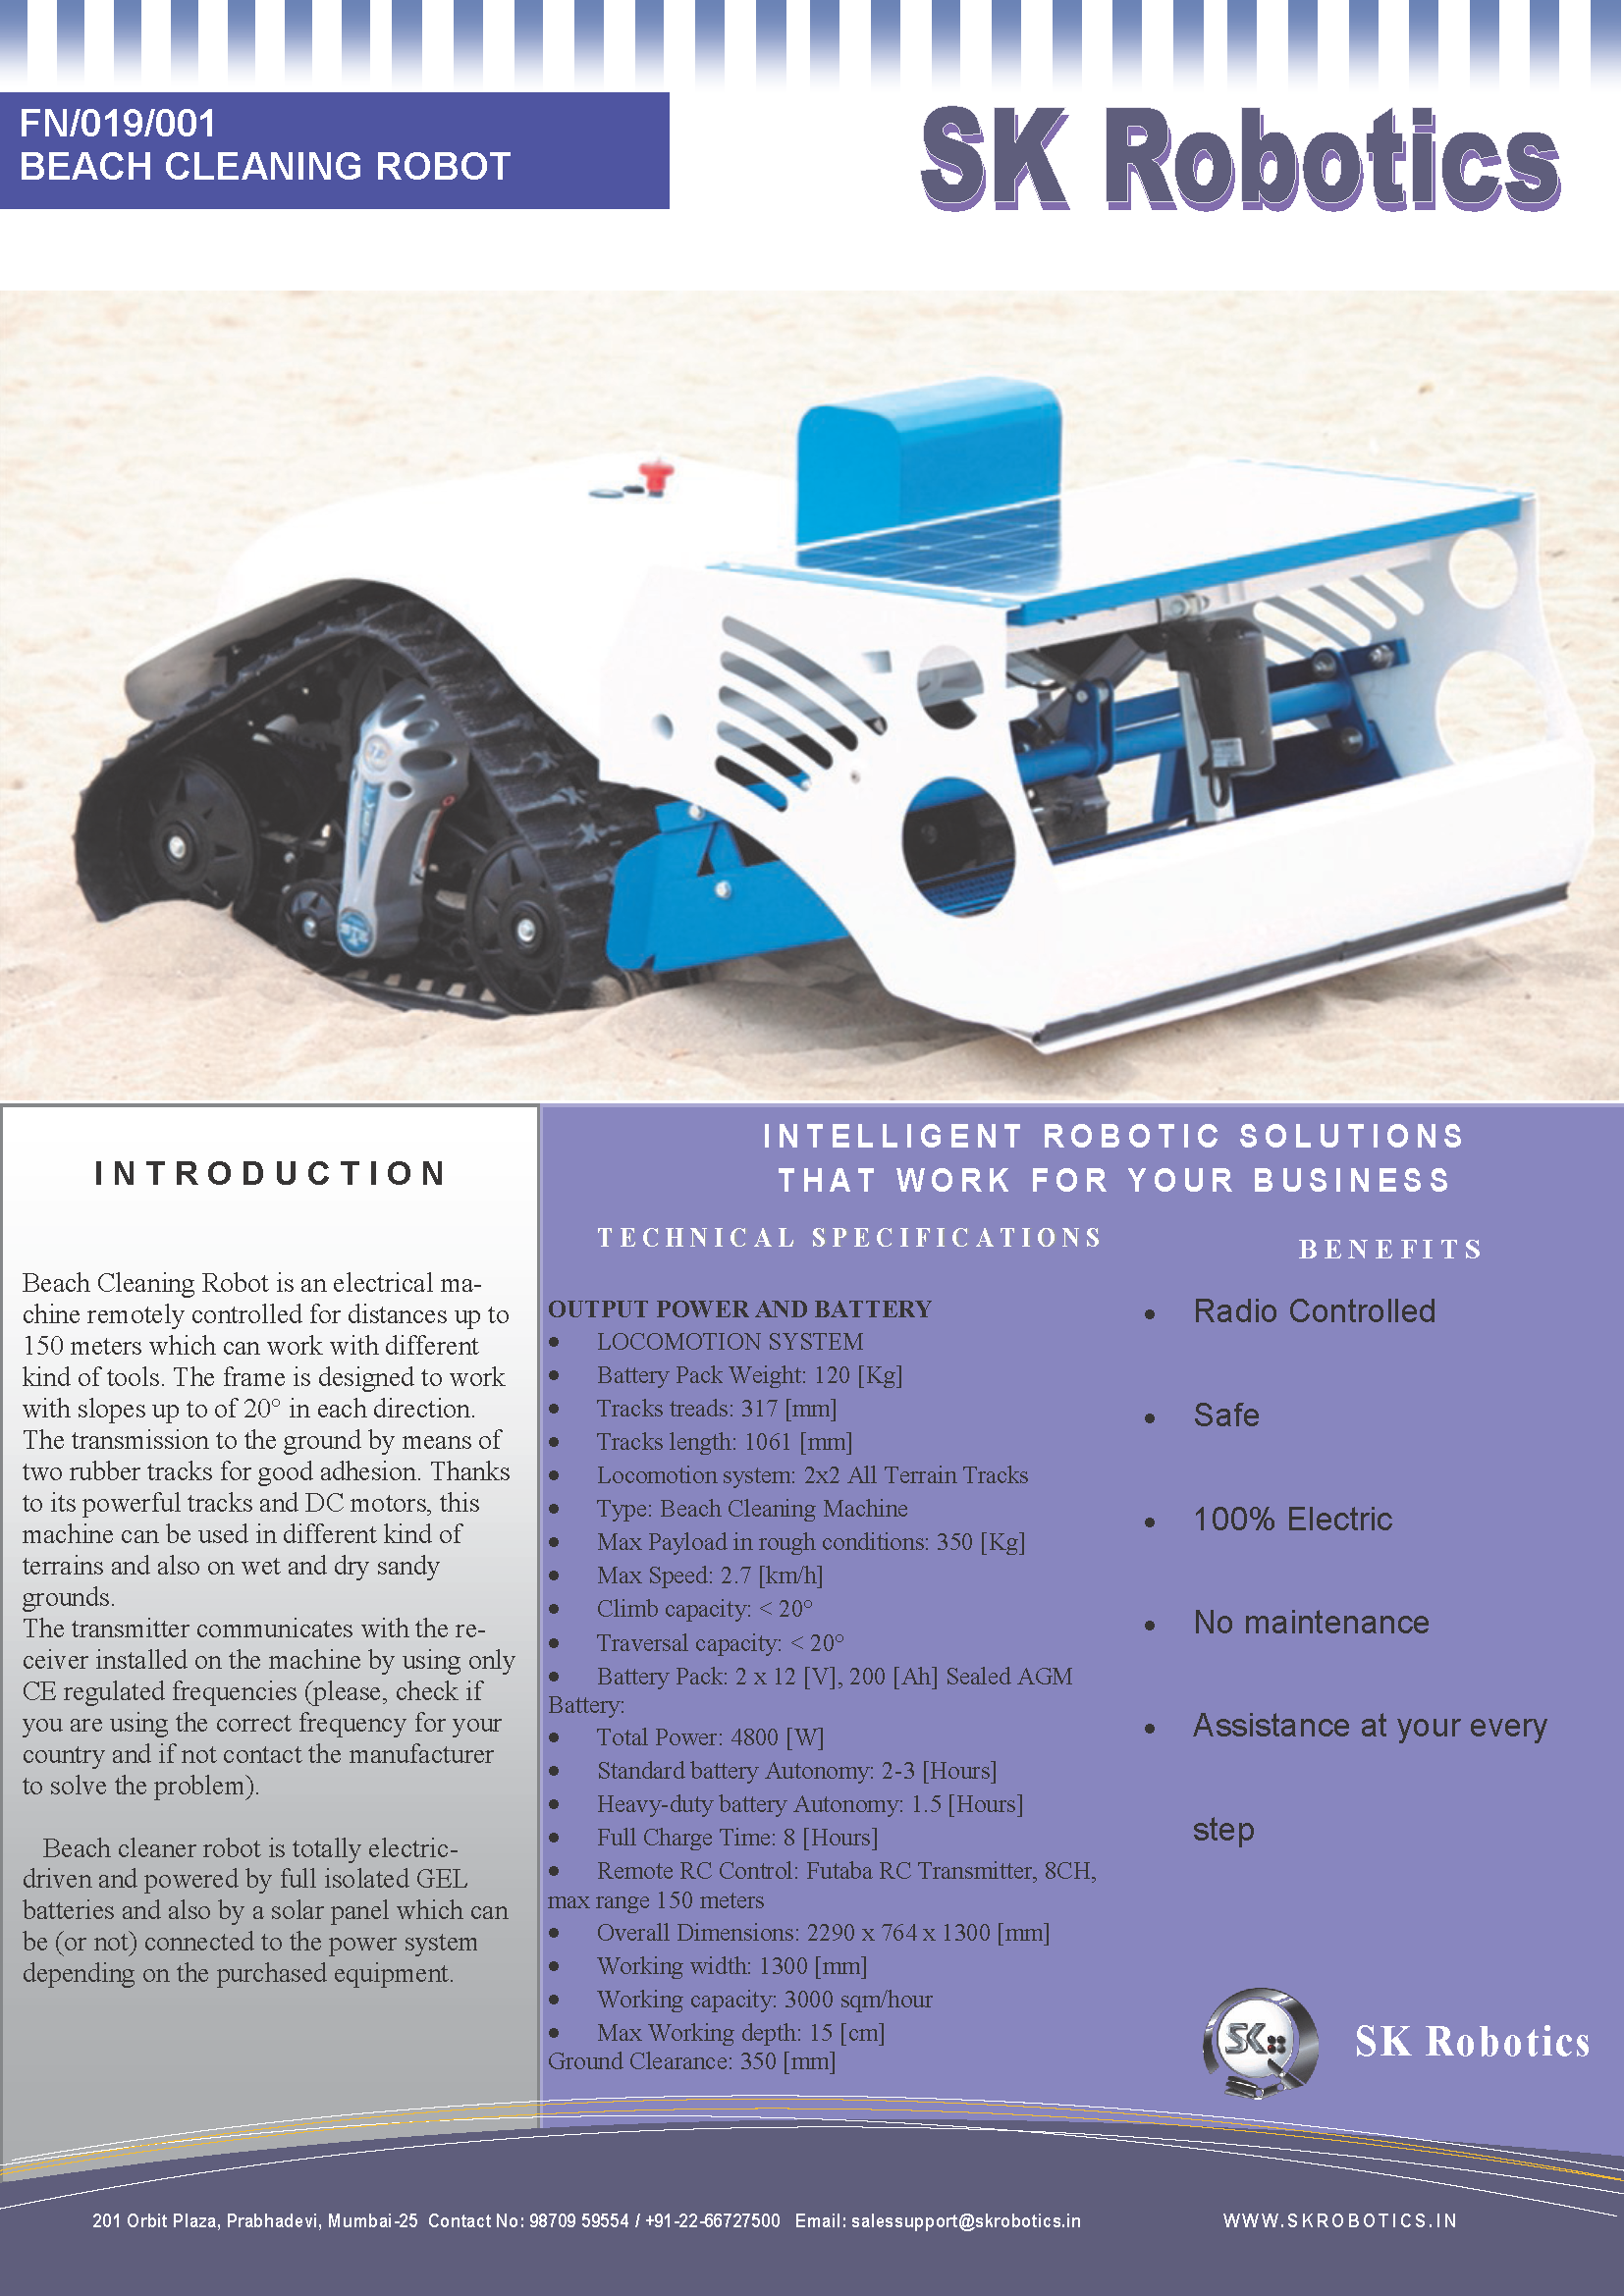 FN/019/001
BEACH CLEANING ROBOT
SK Robotics
INTRODUCTION
Beach Cleaning Robot is an electrical ma-
chine remotely controlled for distances up to
150 meters which can work with different
kind of tools. The frame is designed to work
with slopes up to of 20° in each direction.
The transmission to the ground by means of
two rubber tracks for good adhesion. Thanks
to its powerful tracks and DC motors, this
machine can be used in different kind of
terrains and also on wet and dry sandy
grounds.
The transmitter communicates with the re-
ceiver installed on the machine by using only
CE regulated frequencies (please, check if
you are using the correct frequency for your
country and if not contact the manufacturer
to solve the problem).
Beach cleaner robot is totally electric-
driven and powered by full isolated GEL
batteries and also by a solar panel which can
be (or not) connected to the power system
depending on the purchased equipment.
INTELLIGENT ROBOTIC SOLUTIONS
THAT WORK FOR YOUR BUSINESS
TECHNICAL SPECIFICATIONS
OUTPUT POWER AND BATTERY
• LOCOMOTION SYSTEM
• Battery Pack Weight: 120 [Kg]
• Tracks treads: 317 [mm]
• Tracks length: 1061 [mm]
• Locomotion system: 2x2 All Terrain Tracks
• Type: Beach Cleaning Machine
• Max Payload in rough conditions: 350 [Kg]
• Max Speed: 2.7 [km/h]
• Climb capacity: < 20°
• Traversal capacity: < 20°
• Battery Pack: 2 x 12 [V], 200 [Ah] Sealed AGM
Battery:
• Total Power: 4800 [W]
• Standard battery Autonomy: 2-3 [Hours]
• Heavy-duty battery Autonomy: 1.5 [Hours]
• Full Charge Time: 8 [Hours]
• Remote RC Control: Futaba RC Transmitter, 8CH,
max range 150 meters
• Overall Dimensions: 2290 x 764 x 1300 [mm]
• Working width: 1300 [mm]
• Working capacity: 3000 sqm/hour
• Max Working depth: 15 [cm]
Ground Clearance: 350 [mm]
BENEFITS
• Radio Controlled
• Safe
• 100% Electric
• No maintenance
• Assistance at your every
step
SK
SK Robotics
201 Orbit Plaza, Prabhadevi, Mumbai-25 Contact No: 98709 59554 / +91-22-66727500 Email: salessupport@skrobotics.in
WWW.SKROBOTICS.IN